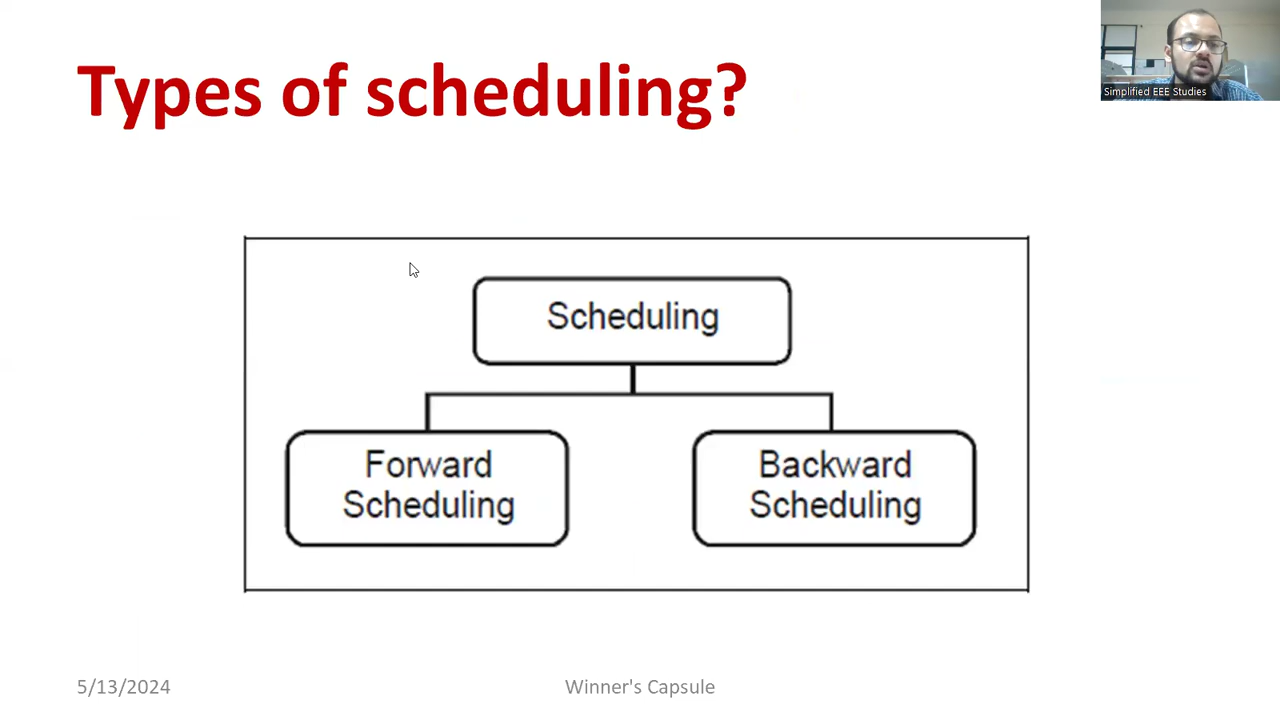 Types of scheduling?
Simplified EEE Studies
Scheduling
Forward
Scheduling
Backward
Scheduling
5/13/2024
Winner's Capsule